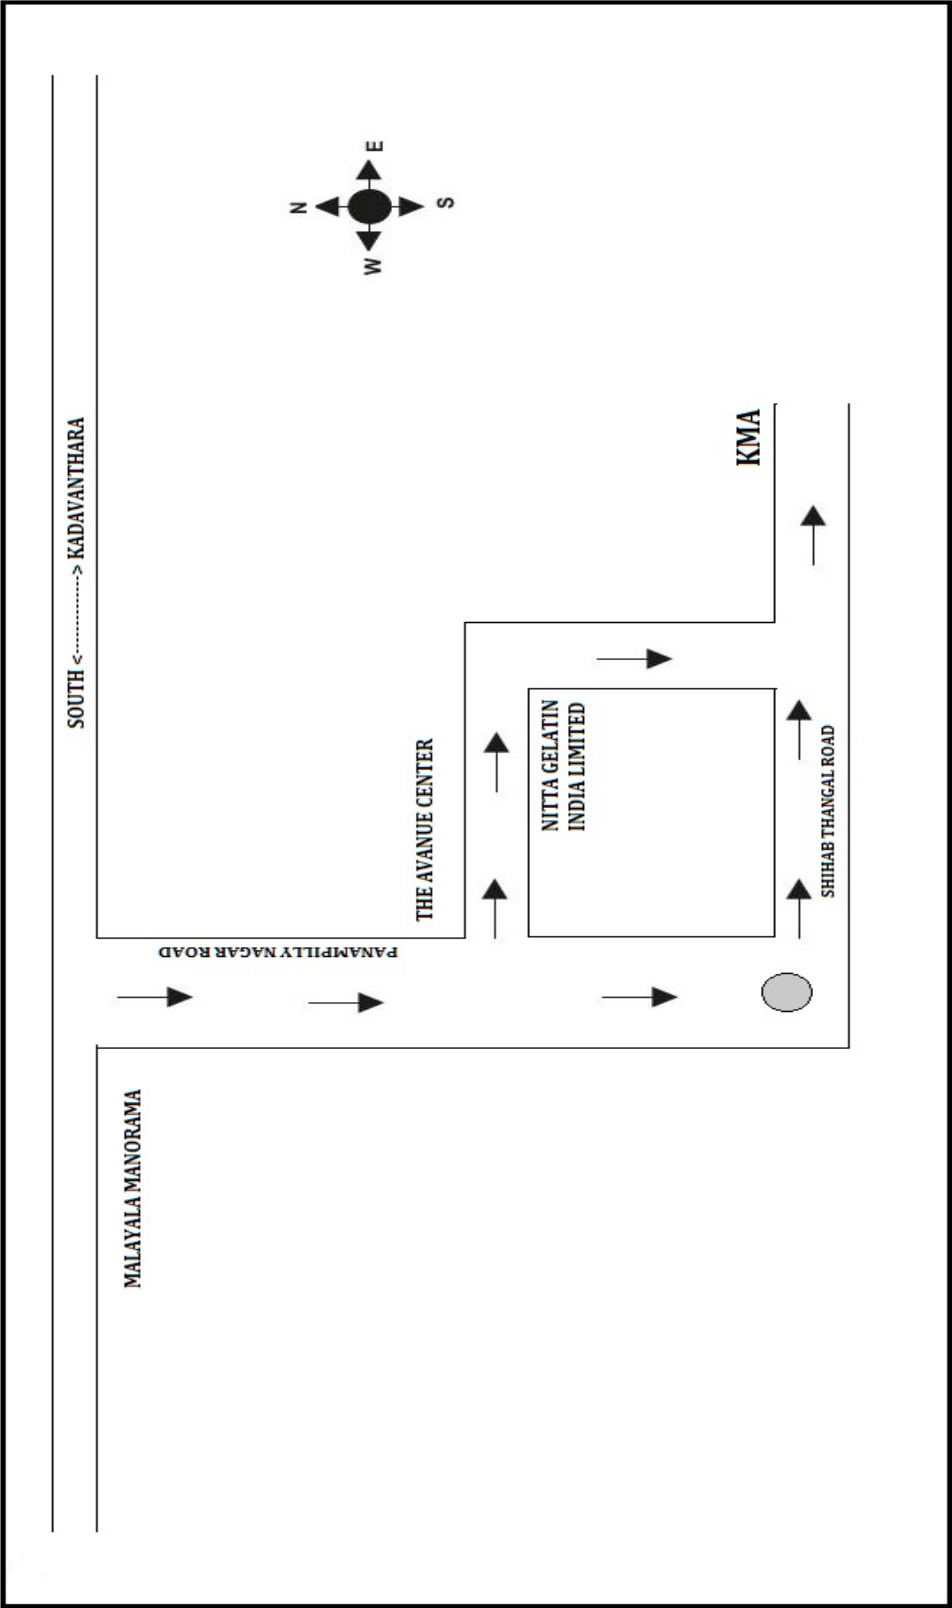 SOUTH <---------------> KADAVANTHARA
N
W
E
S
MALAYALA MANORAMA
PANAMPILLY NAGAR ROAD
THE AVANUE CENTER
NITTA GELATIN
INDIA LIMITED
KMA
SHIHAB THANGAL ROAD